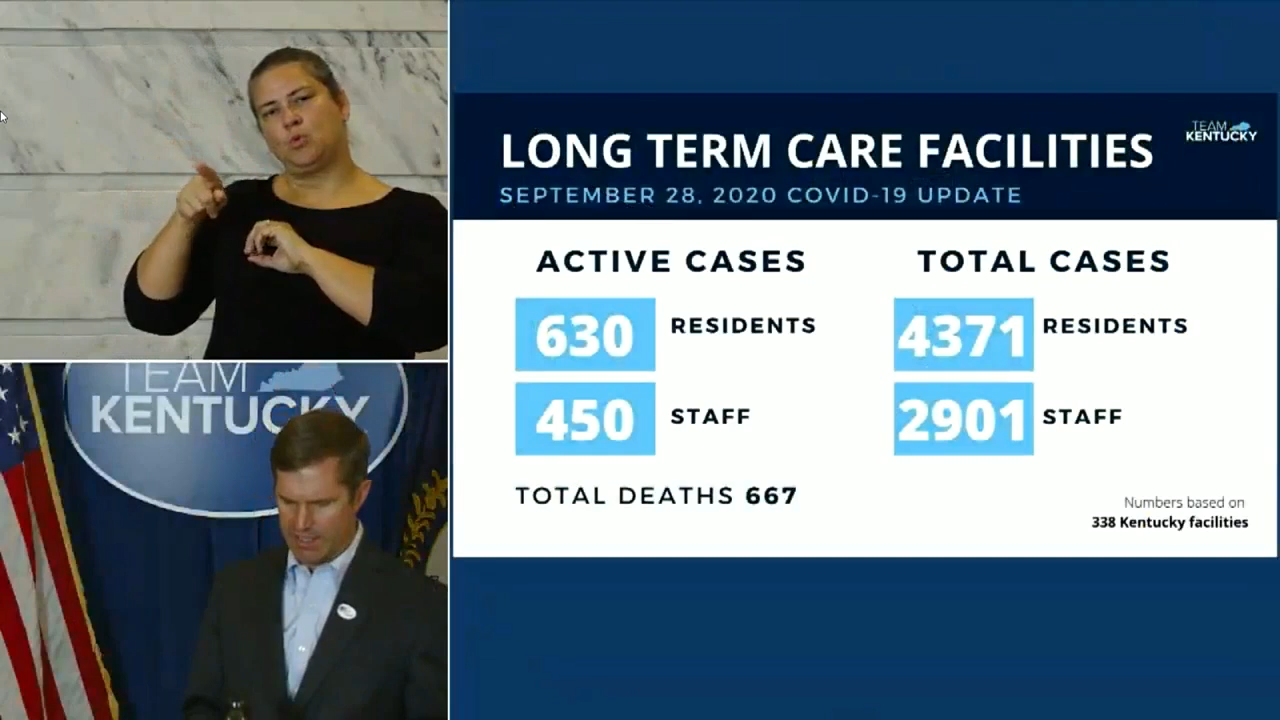 TEAM
KENTUCKY
LONG TERM CARE FACILITIES
SEPTEMBER 28, 2020 COVID-19 UPDATE
TEAM
KENTUCKY
ACTIVE CASES
630 RESIDENTS
450 STAFF
TOTAL DEATHS 667
TOTAL CASES
4371 RESIDENTS
2901 STAFF
Numbers based on
338 Kentucky facilities